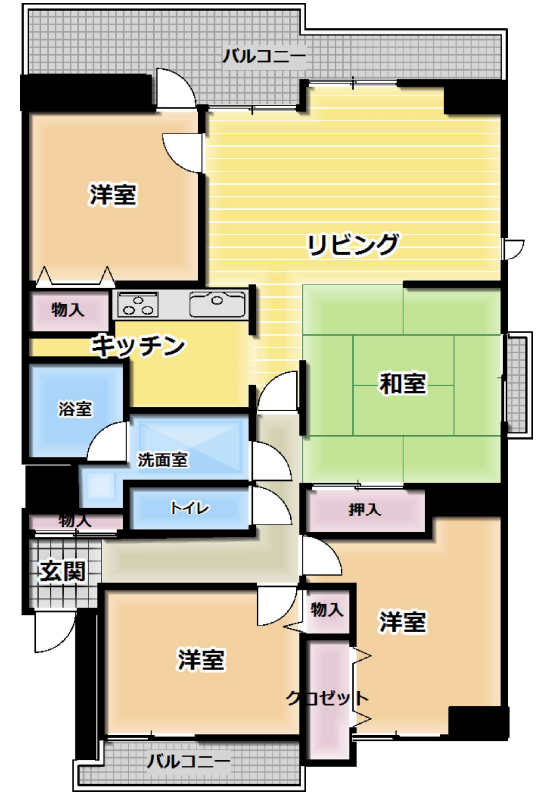 バルコニー
洋室
リビング
物入
キッチン
和室
浴室
洗面室
トイレ
押入
物入
玄関
物入
洋室
洋室
クロゼット
バルコニー